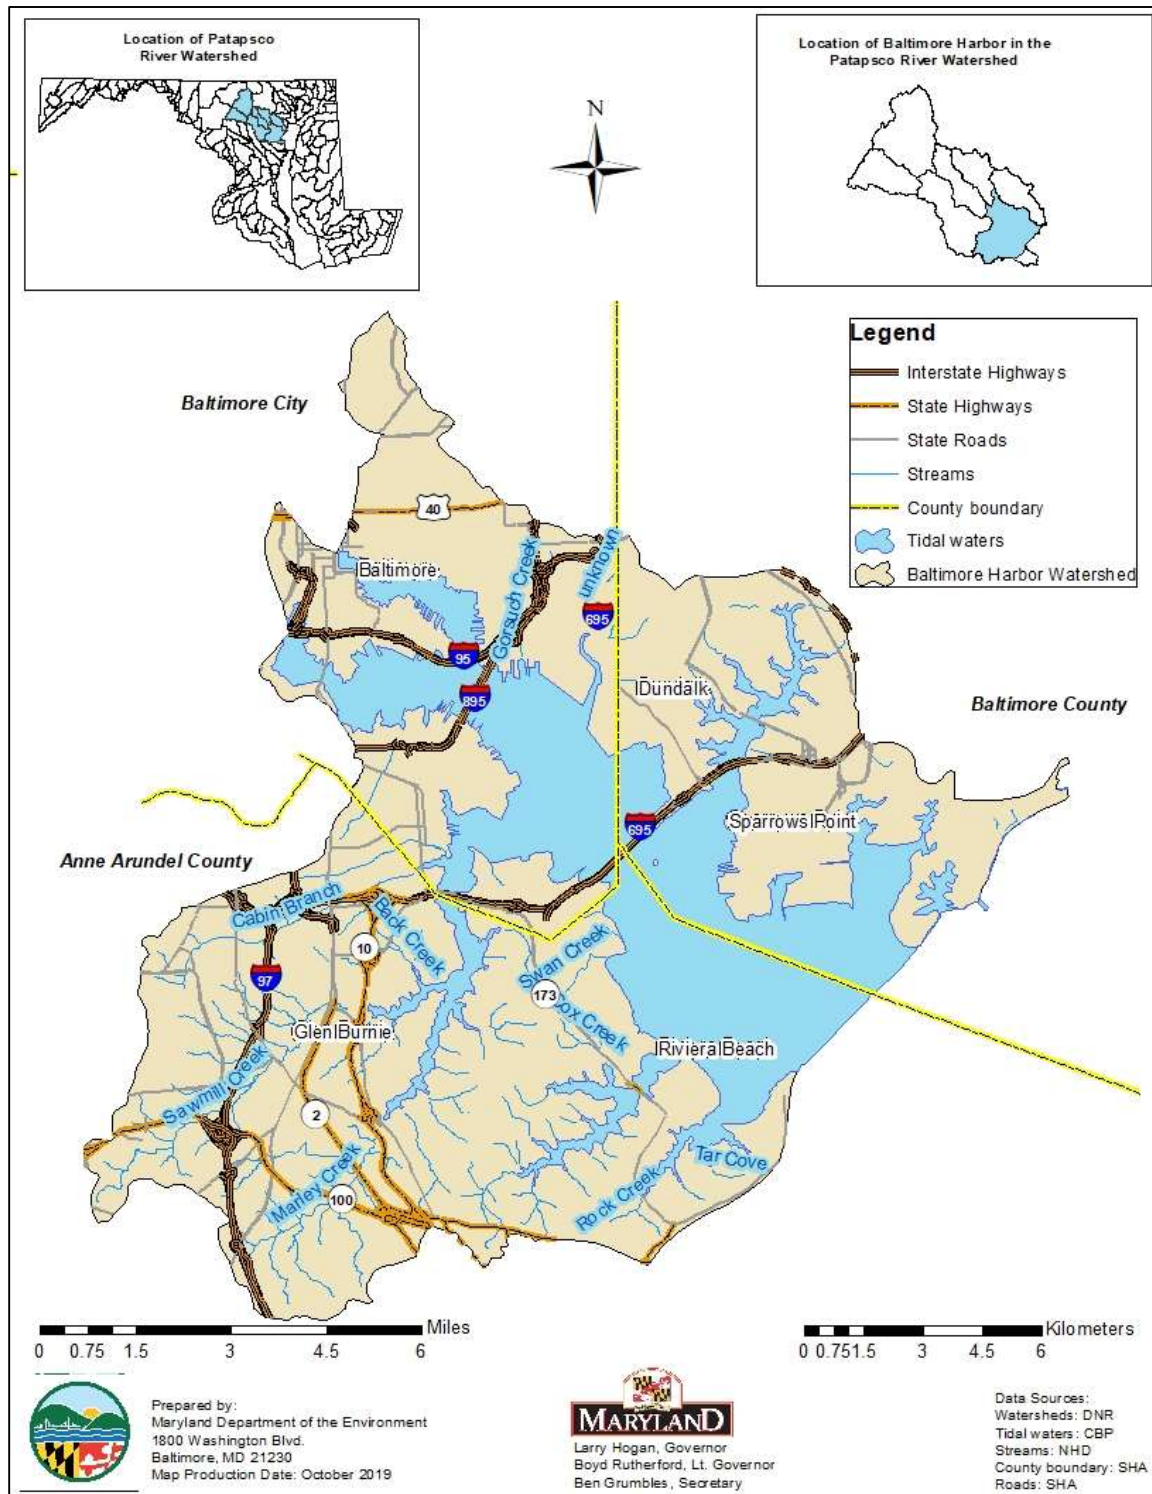 Location of Patapsco
River Watershed
Location of Baltimore Harbor in the
Patapsco River Watershed
N
Legend
Interstate Highways
State Highways
State Roads
Streams
County boundary
Tidal waters
Baltimore Harbor Watershed
Baltimore City
40
Baltimore
Gorsuch Creek
unknown
695
95
895
Dundalk
Baltimore County
695
Sparrows Point
Anne Arundel County
Cabin Branch
Back Creek
10
97
Swan Creek
173
Cox Creek
Glen Burnie
Riviera Beach
Sawmill Creek
2
Marley Creek
100
Rock Creek
Tar Cove
Miles
0 0.75 1.5 3 4.5 6
Kilometers
0 0.75 1.5 3 4.5 6
Prepared by:
Maryland Department of the Environment
1800 Washington Blvd.
Baltimore, MD 21230
Map Production Date: October 2019
MARYLAND
Larry Hogan, Governor
Boyd Rutherford, Lt. Governor
Ben Grumbles, Secretary
Data Sources:
Watersheds: DNR
Tidal waters: CBP
Streams: NHD
County boundary: SHA
Roads: SHA